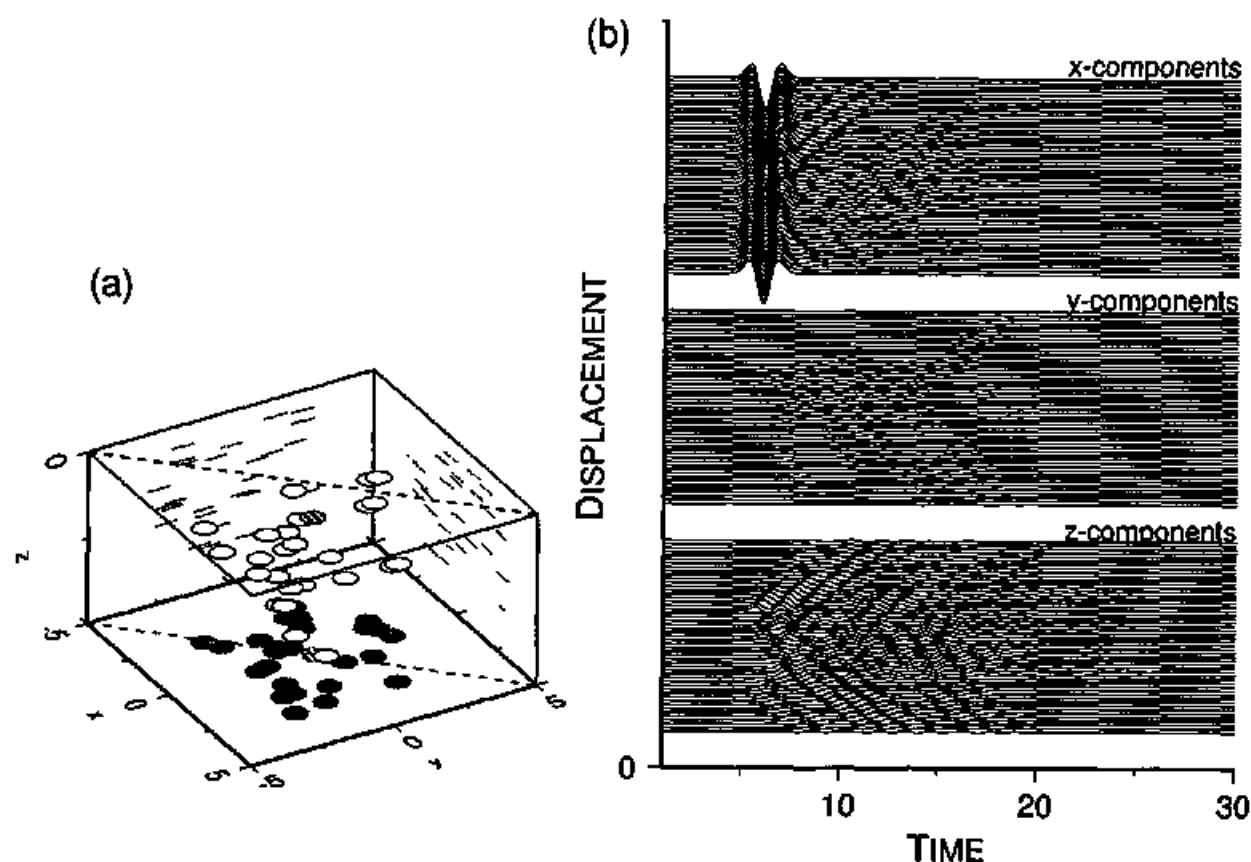 (a)
0
z
.5
x
0
5
.5
0
Y
5
(b)
x-components
y-components
z-components
DISPLACEMENT
0
10
20
30
TIME